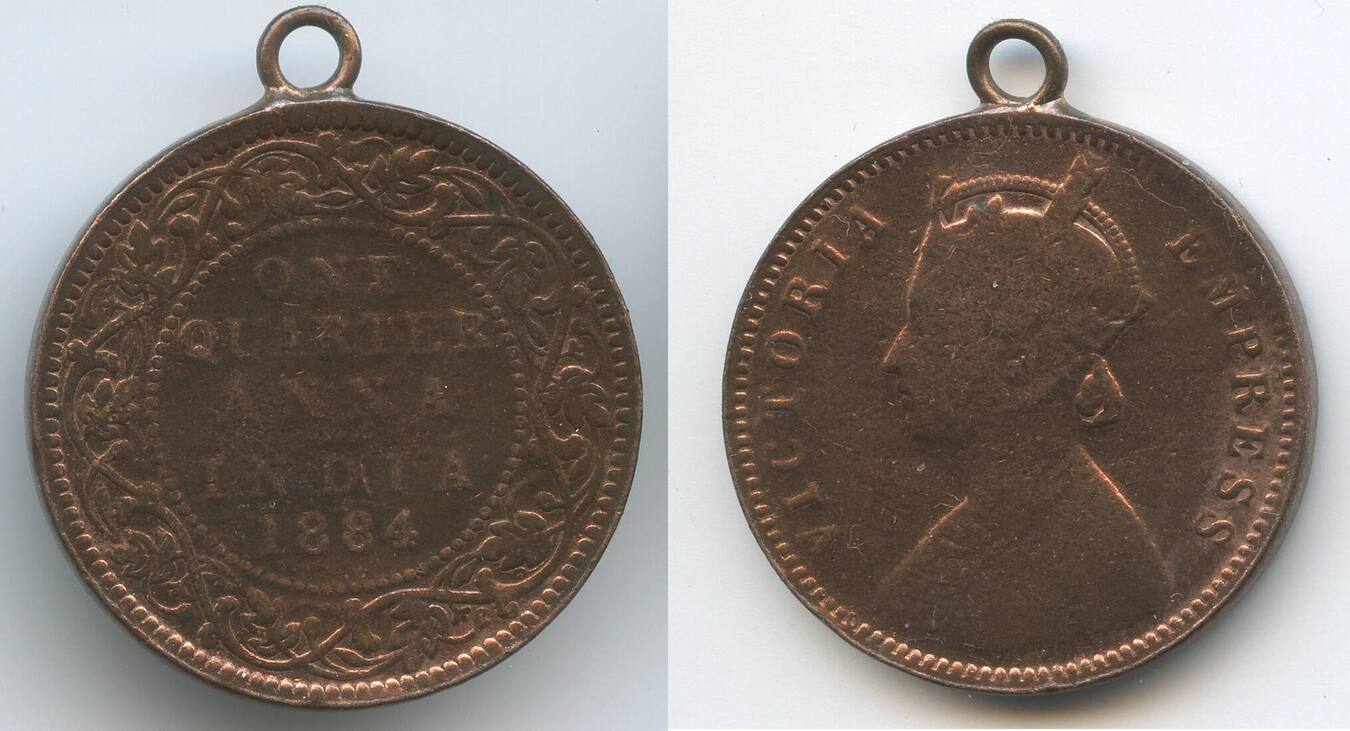 ONE
QUARTER
ANNA
INDIA
1884
VICTORIA EMPRESS